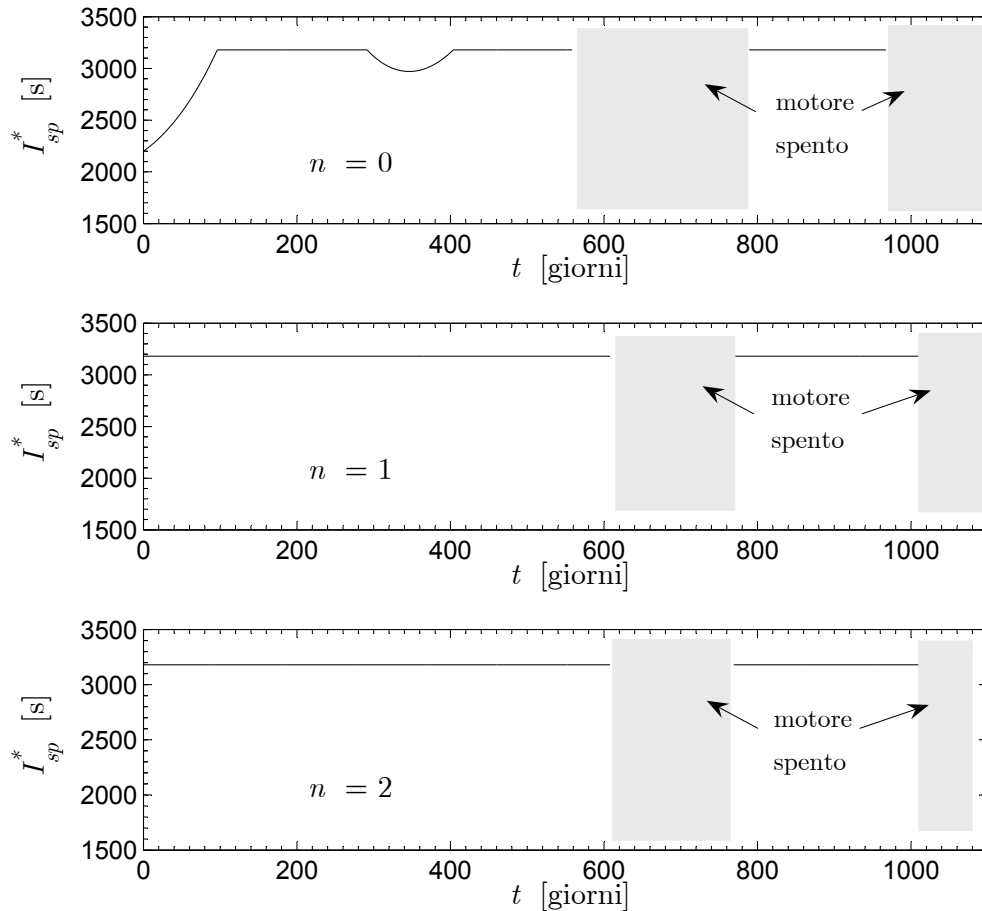 3500
3000
2500
2000
1500
I*sp [s]
motore
spento
n = 0
0 200 400 600 800 1000
t [giorni]
3500
3000
2500
2000
1500
I*sp [s]
motore
spento
n = 1
0 200 400 600 800 1000
t [giorni]
3500
3000
2500
2000
1500
I*sp [s]
motore
spento
n = 2
0 200 400 600 800 1000
t [giorni]